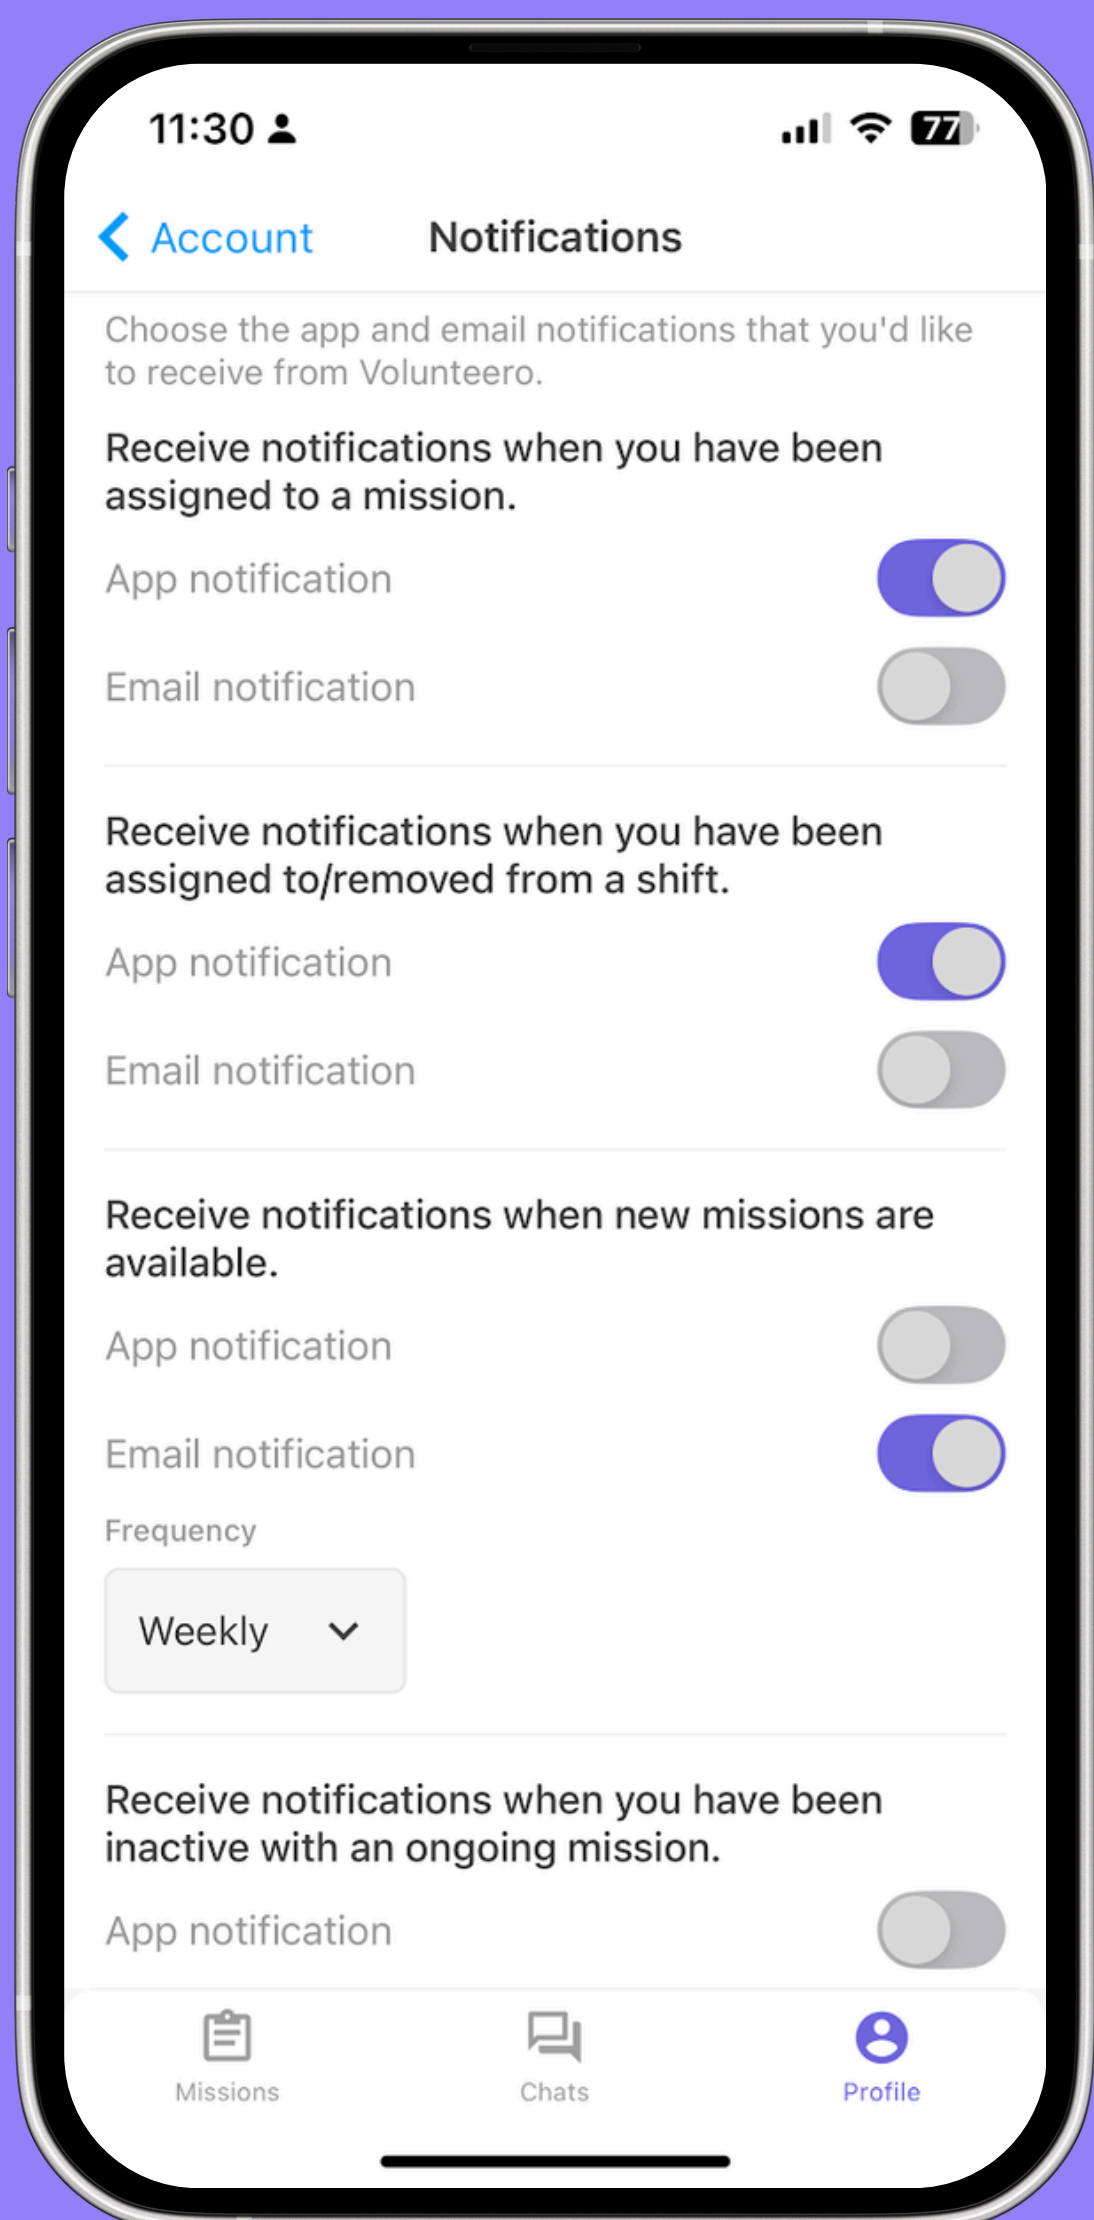 11:30
77
Account
Notifications
Choose the app and email notifications that you'd like
to receive from Volunteero.
Receive notifications when you have been
assigned to a mission.
App notification
Email notification
Receive notifications when you have been
assigned to/removed from a shift.
App notification
Email notification
Receive notifications when new missions are
available.
App notification
Email notification
Frequency
Weekly
Receive notifications when you have been
inactive with an ongoing mission.
App notification
Missions
Chats
Profile